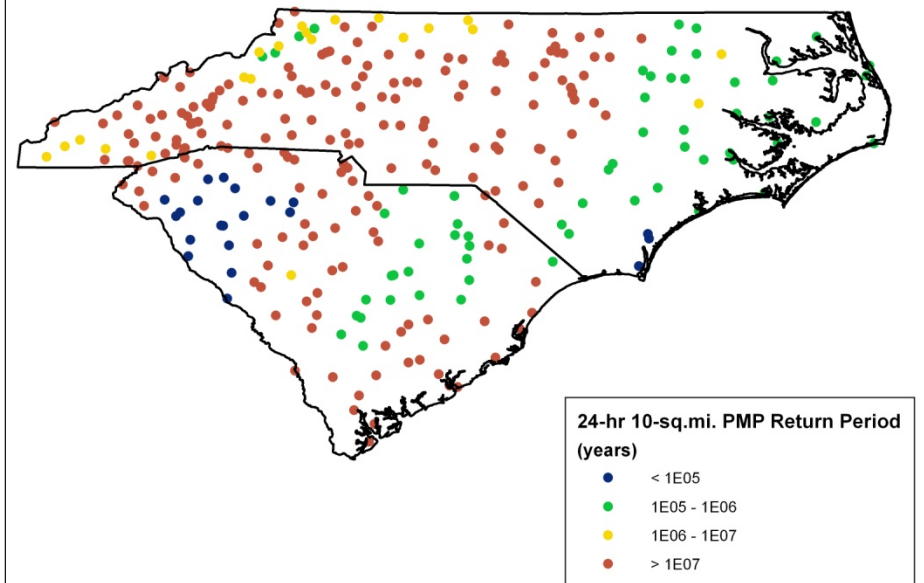 24-hr 10-sq.mi. PMP Return Period
(years)
< 1E05
1E05 - 1E06
1E06 - 1E07
> 1E07